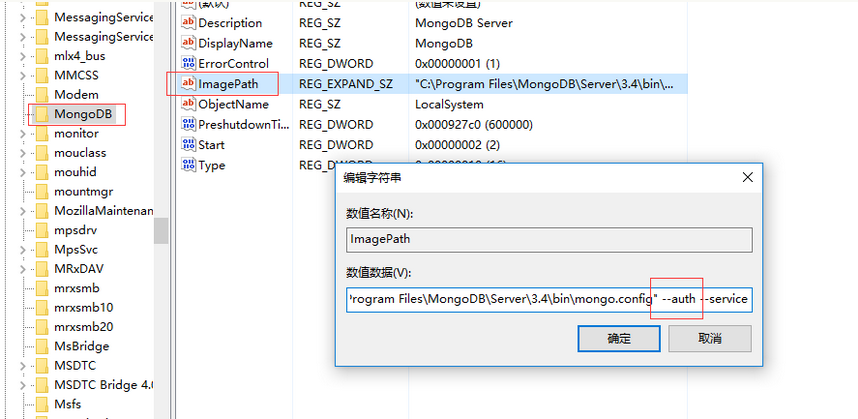 MessagingService
MessagingService
mlx4_bus
MMCSS
Modem
MongoDB
monitor
mouclass
mouhid
mountmgr
MozillaMaintenan
mpsdrv
MpsSvc
MRxDAV
mrxsmb
mrxsmb10
mrxsmb20
MsBridge
MSDTC
MSDTC Bridge 4.0
Msfs
(默认) REG_SZ (数值未设置)
Description REG_SZ MongoDB Server
DisplayName REG_SZ MongoDB
ErrorControl REG_DWORD 0x00000001 (1)
ImagePath REG_EXPAND_SZ "C:\Program Files\MongoDB\Server\3.4\bin\...
ObjectName REG_SZ LocalSystem
PreshutdownTi... REG_DWORD 0x000927c0 (600000)
Start REG_DWORD 0x00000002 (2)
Type REG_DWORD
编辑字符串
数值名称(N):
ImagePath
数值数据(V):
Program Files\MongoDB\Server\3.4\bin\mongo.config" --auth --service
确定 取消